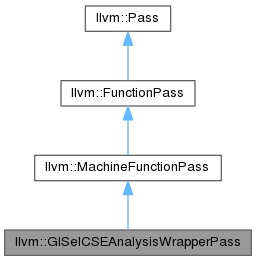 llvm::Pass
llvm::FunctionPass
llvm::MachineFunctionPass
llvm::GISelCSEAnalysisWrapperPass